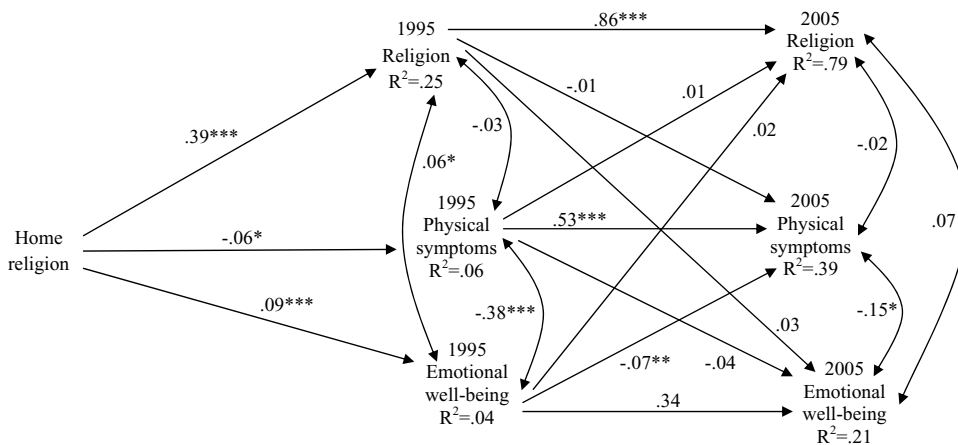 1995
Religion
R²=.25
.86***
2005
Religion
R²=.79
-.01
.01
-.03
.02
-.02
.39***
.06*
1995
Physical
symptoms
R²=.06
.53***
2005
Physical
symptoms
R²=.39
.07
Home
religion
-.06*
.09***
-.38***
-.15*
.03
-.07**
-.04
1995
Emotional
well-being
R²=.04
.34
2005
Emotional
well-being
R²=.21